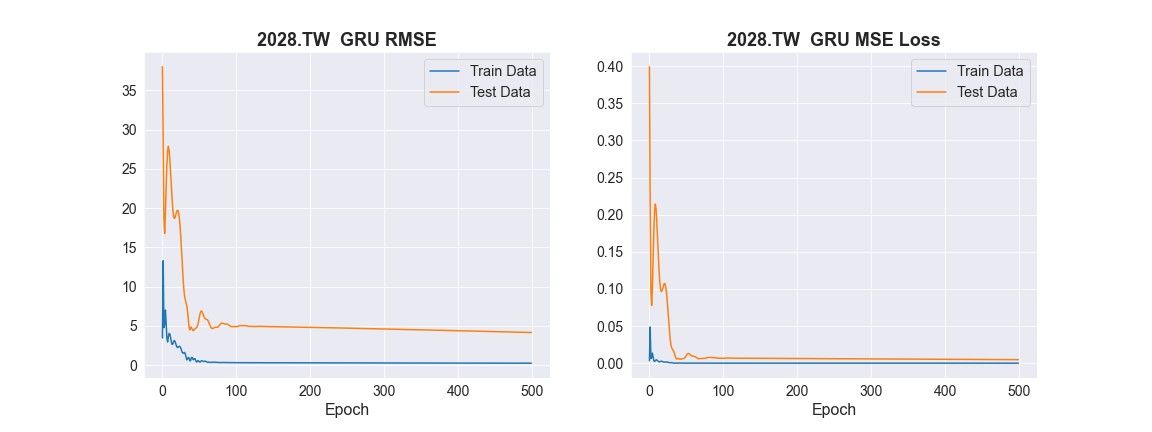 2028.TW  GRU RMSE
Train Data
Test Data
35
30
25
20
15
10
5
0
0 100 200 300 400 500
Epoch
2028.TW  GRU MSE Loss
Train Data
Test Data
0.40
0.35
0.30
0.25
0.20
0.15
0.10
0.05
0.00
0 100 200 300 400 500
Epoch